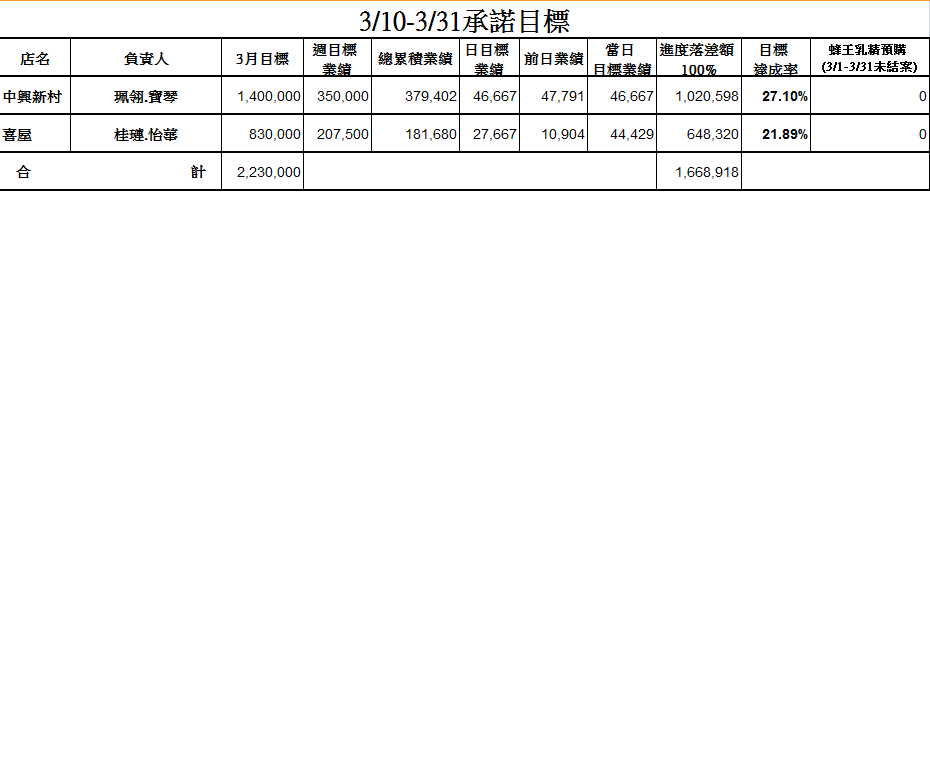 3/10-3/31承諾目標
店名 負責人 3月目標 週目標業績 總累積業績 日目標業績 前日業績 當日目標業績 進度落差額100% 目標達成率 蜂王乳精預購(3/1-3/31未結案)
中興新村 珮翎.寶琴 1,400,000 350,000 379,402 46,667 47,791 46,667 1,020,598 27.10% 0
喜屋 桂璉.怡華 830,000 207,500 181,680 27,667 10,904 44,429 648,320 21.89% 0
合 計 2,230,000 1,668,918